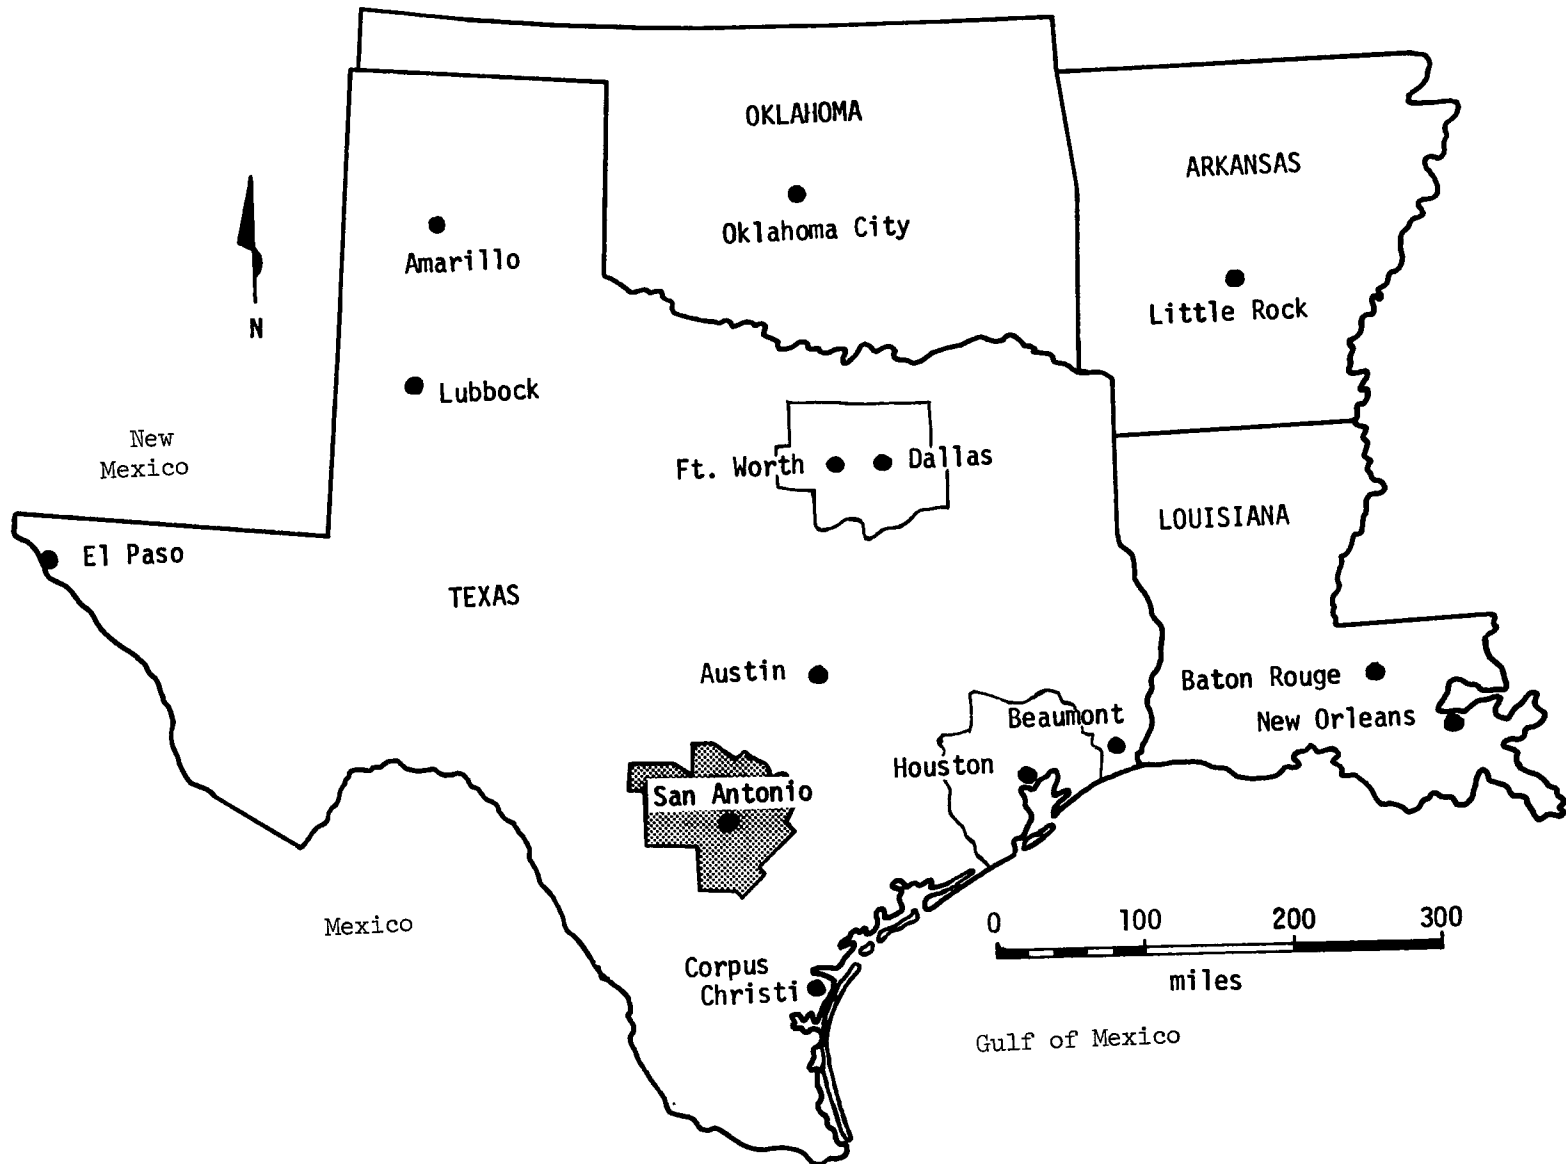 OKLAHOMA
ARKANSAS
Oklahoma City
Amarillo
Little Rock
N
Lubbock
New
Mexico
Ft. Worth
Dallas
LOUISIANA
El Paso
TEXAS
Austin
Baton Rouge
Beaumont
New Orleans
Houston
San Antonio
Mexico
0 100 200 300
miles
Corpus
Christi
Gulf of Mexico